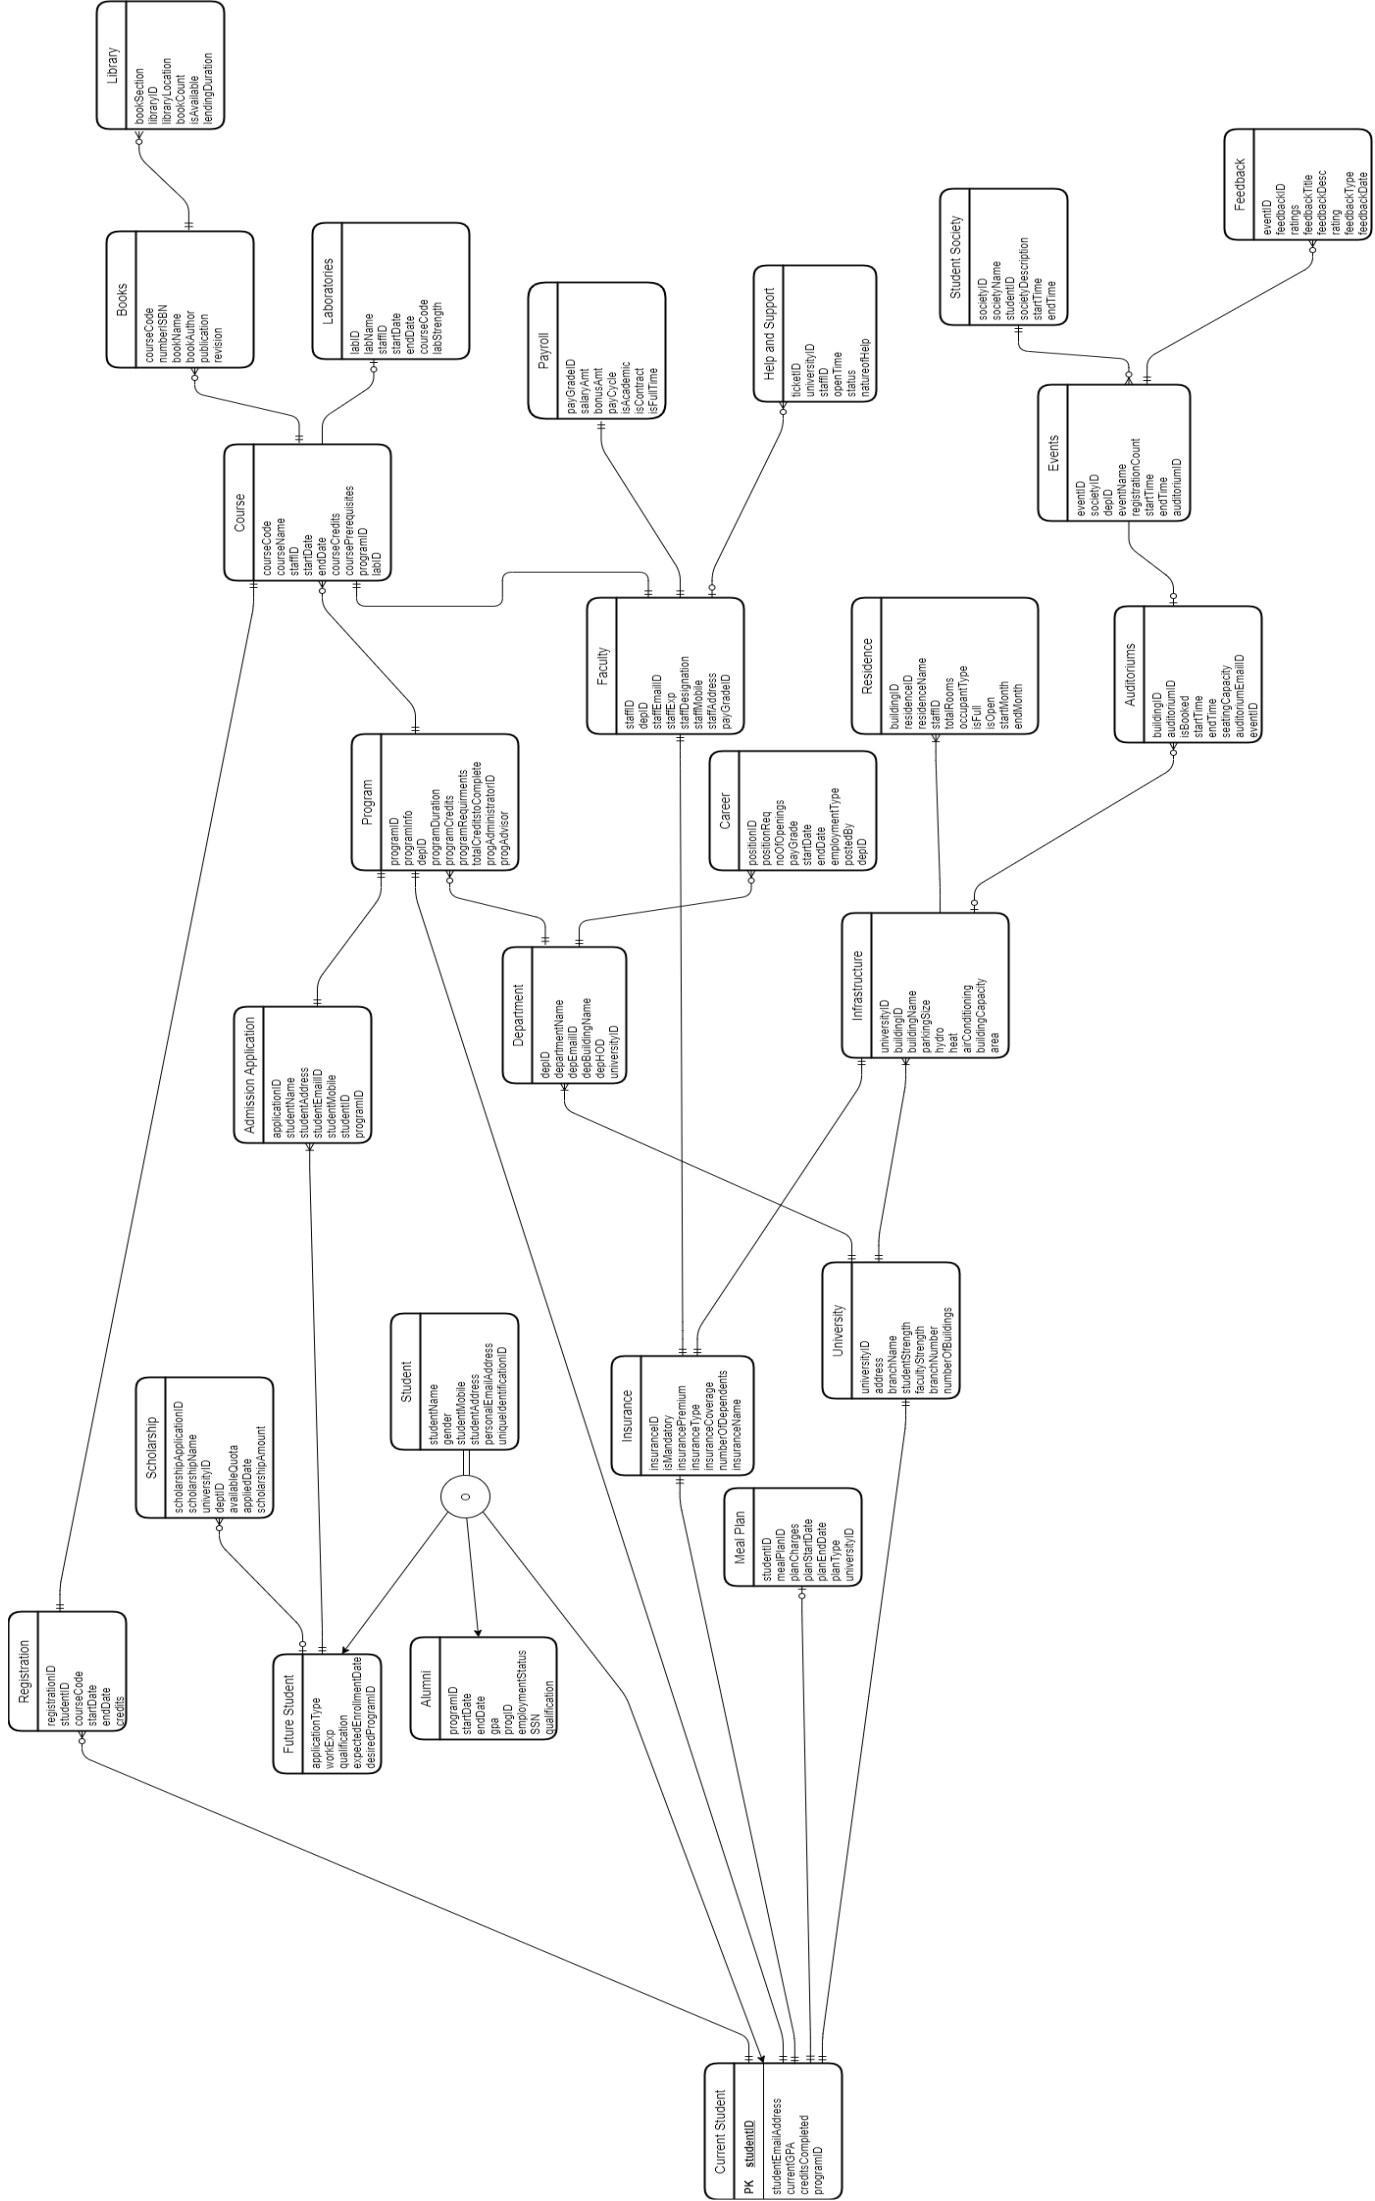 Library
bookSection
libraryID
libraryLocation
bookCount
isAvailable
lendingDuration
Books
courseCode
numberISBN
bookName
bookAuthor
publication
revision
Laboratories
labID
labName
staffID
startDate
endDate
courseCode
labStrength
Course
courseCode
courseName
staffID
startDate
endDate
courseCredits
coursePrerequisites
programID
labID
Payroll
payGradeID
salaryAmt
bonusAmt
payCycle
isAcademic
isContract
isFullTime
Help and Support
ticketID
universityID
staffID
openTime
status
natureofHelp
Student Society
societyID
societyName
studentID
societyDescription
startTime
endTime
Feedback
eventID
feedbackID
ratings
feedbackTitle
feedbackDesc
rating
feedbackType
feedbackDate
Events
eventID
societyID
depID
eventName
registrationCount
startTime
endTime
auditoriumID
Faculty
staffID
depID
staffEmailID
staffExp
staffDesignation
staffMobile
staffAddress
payGradeID
Residence
buildingID
residenceID
residenceName
staffID
totalRooms
occupantType
isFull
isOpen
startMonth
endMonth
Auditoriums
buildingID
auditoriumID
isBooked
startTime
endTime
seatingCapacity
auditoriumEmailID
eventID
Program
programID
programInfo
depID
programDuration
programCredits
programRequirments
totalCreditstoComplete
progAdministratorID
progAdvisor
Career
positionID
positionReq
noOfOpenings
payGrade
startDate
endDate
employmentType
postedBy
depID
Admission Application
applicationID
studentName
studentAddress
studentEmailID
studentMobile
studentID
programID
Department
depID
departmentName
depEmailID
depBuildingName
depHOD
universityID
Infrastructure
universityID
buildingID
buildingName
parkingSize
hydro
heat
airConditioning
buildingCapacity
area
Scholarship
scholarshipApplicationID
scholarshipName
universityID
deptID
availableQuota
appliedDate
scholarshipAmount
Student
studentName
gender
studentMobile
studentAddress
personalEmailAddress
uniqueIdentificationID
O
Insurance
insuranceID
isMandatory
insurancePremium
insuranceType
insuranceCoverage
numberOfDependents
insuranceName
University
universityID
address
branchName
studentStrength
facultyStrength
branchNumber
numberOfBuildings
Meal Plan
studentID
mealPlanID
planCharges
planStartDate
planEndDate
planType
universityID
Registration
registrationID
studentID
courseCode
startDate
endDate
credits
Future Student
applicationType
workExp
qualification
expectedEnrollmentDate
desiredProgramID
Alumni
programID
startDate
endDate
gpa
progID
employmentStatus
SSN
qualification
Current Student
PK studentID
studentEmailAddress
currentGPA
creditsCompleted
programID